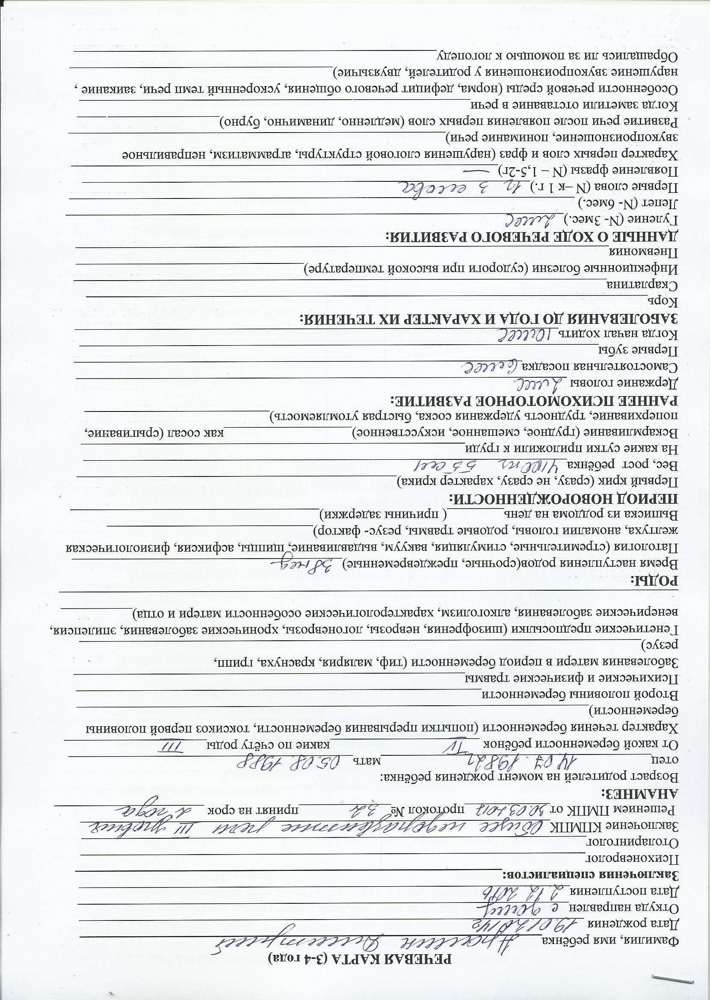 РЕЧЕВАЯ КАРТА (3-4 года)
Фамилия, имя ребёнка Дмитрий
Дата рождения 19.01.2014г
Откуда направлен с дому
Дата поступления 2.12.2016
Заключения специалистов:
Психоневролог
Отоларинголог
Заключение КПМПК Общее недоразвитие речи III уровня
Решением ПМПК от 30.03.2017 протокол № 32 принят на срок 2 года
АНАМНЕЗ:
Возраст родителей на момент рождения ребёнка:
отец 14.07.1982г мать 05.08.1988
От какой беременности ребёнок IV какие по счёту роды III
Характер течения беременности (попытки прерывания беременности, токсикоз первой половины
беременности)
Второй половины беременности
Психические и физические травмы
Заболевания матери в период беременности (тиф, малярия, краснуха, грипп,
резус)
Генетические предпосылки (шизофрения, неврозы, логоневрозы, хронические заболевания, эпилепсия,
венерические заболевания, алкоголизм, характерологические особенности матери и отца)
РОДЫ:
Время наступления родов(срочные, преждевременные) 38 нед
Патология (стремительные, стимуляция, вакуум, выдавливание, щипцы, асфиксия, физиологическая
желтуха, аномалии головы, родовые травмы, резус- фактор)
Выписка из роддома на день ( причины задержки)
ПЕРИОД НОВОРОЖДЕННОСТИ:
Первый крик (сразу, не сразу, характер крика)
Вес, рост ребёнка 55 см
На какие сутки приложили к груди
Вскармливание (грудное, смешанное, искусственное) как сосал (срыгивание,
поперхивание, трудность удержания соска, быстрая утомляемость)
РАННЕЕ ПСИХОМОТОРНОЕ РАЗВИТИЕ:
Держание головы 2 мес.
Самостоятельная посадка 6 мес
Первые зубы
Когда начал ходить 10 мес
ЗАБОЛЕВАНИЯ ДО ГОДА И ХАРАКТЕР ИХ ТЕЧЕНИЯ:
Корь
Скарлатина
Инфекционные болезни (судороги при высокой температуре)
Пневмония
ДАННЫЕ О ХОДЕ РЕЧЕВОГО РАЗВИТИЯ:
Гуление (N- 3мес.) 2 мес
Лепет (N- 6мес.)
Первые слова (N –к 1 г.) 1г 3 слова
Появление фразы (N – 1,5-2г) —
Характер первых слов и фраз (нарушения слоговой структуры, аграмматизм, неправильное
звукопроизношение, понимание речи)
Развитие речи после появления первых слов (медленно, динамично, бурно)
Когда заметили отставание в речи
Особенности речевой среды (норма, дефицит речевого общения, ускоренный темп речи, заикание ,
нарушение звукопроизношения у родителей, двуязычие)
Обращались ли за помощью к логопеду